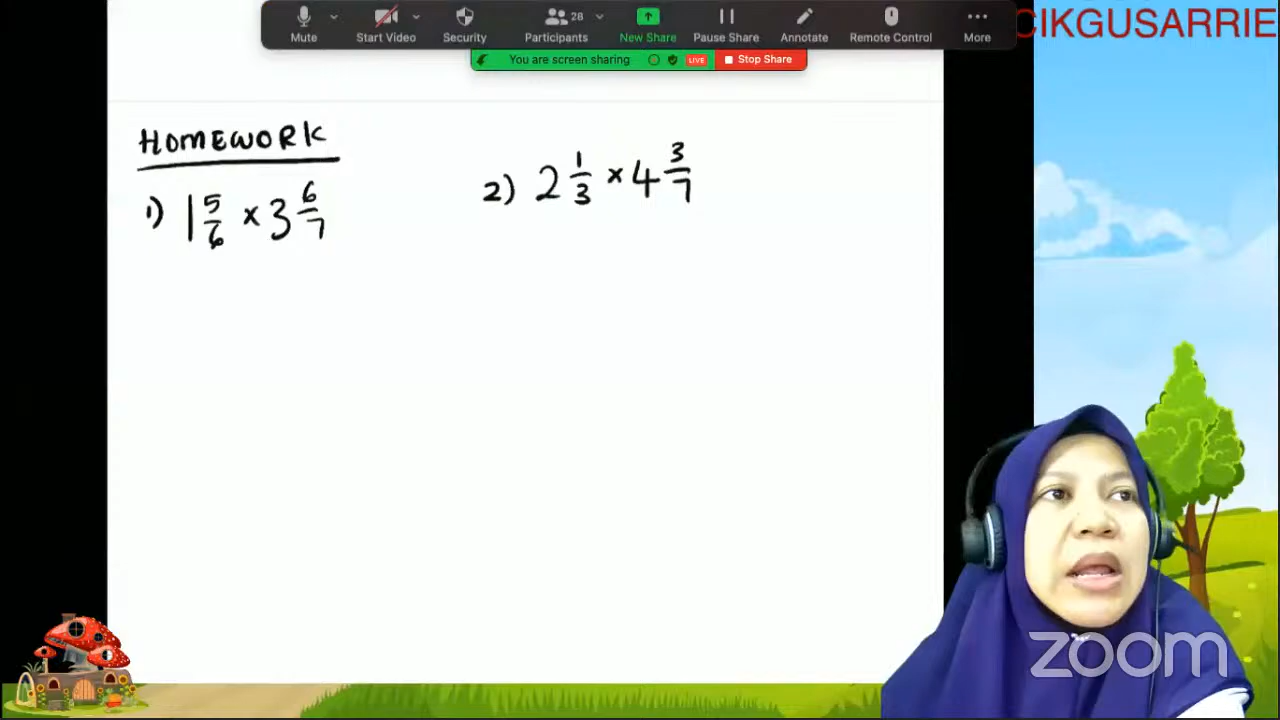 Mute
Start Video
Security
Participants
28
New Share
Pause Share
Annotate
Remote Control
More
CIKGUSARRIE
You are screen sharing
LIVE
Stop Share
HOMEWORK
1) 1 5/6 × 3 6/7
2) 2 1/3 × 4 3/7
zoom